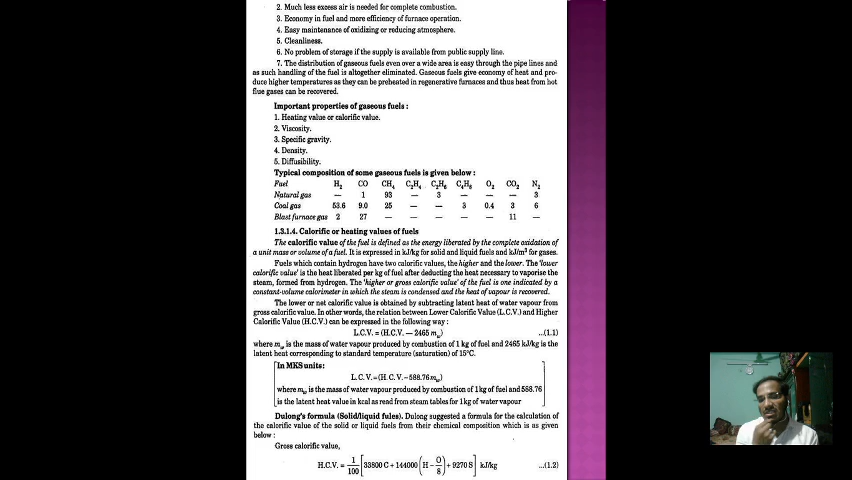 2. Much less excess air is needed for complete combustion.
3. Economy in fuel and more efficiency of furnace operation.
4. Easy maintenance of oxidizing or reducing atmosphere.
5. Cleanliness.
6. No problem of storage if the supply is available from public supply line.
7. The distribution of gaseous fuels even over a wide area is easy through the pipe lines and
as such handling of the fuel is altogether eliminated. Gaseous fuels give economy of heat and pro-
duce higher temperatures as they can be preheated in regenerative furnaces and thus heat from hot
flue gases can be recovered.
Important properties of gaseous fuels :
1. Heating value or calorific value.
2. Viscosity.
3. Specific gravity.
4. Density.
5. Diffusibility.
Typical composition of some gaseous fuels is given below :
Fuel H₂ CO CH₄ C₂H₄ C₂H₆ C₄H₈ O₂ CO₂ N₂
Natural gas — 1 93 — 3 — — — 3
Coal gas 53.6 9.0 25 — — 3 0.4 3 6
Blast furnace gas 2 27 — — — — — 11 —
1.3.1.4. Calorific or heating values of fuels
The calorific value of the fuel is defined as the energy liberated by the complete oxidation of
a unit mass or volume of a fuel. It is expressed in kJ/kg for solid and liquid fuels and kJ/m³ for gases.
Fuels which contain hydrogen have two calorific values, the higher and the lower. The 'lower
calorific value' is the heat liberated per kg of fuel after deducting the heat necessary to vaporise the
steam, formed from hydrogen. The 'higher or gross calorific value' of the fuel is one indicated by a
constant-volume calorimeter in which the steam is condensed and the heat of vapour is recovered.
The lower or net calorific value is obtained by subtracting latent heat of water vapour from
gross calorific value. In other words, the relation between Lower Calorific Value (L.C.V.) and Higher
Calorific Value (H.C.V.) can be expressed in the following way :
L.C.V. = (H.C.V. — 2465 m_w) ...(1.1)
where m_w is the mass of water vapour produced by combustion of 1 kg of fuel and 2465 kJ/kg is the
latent heat corresponding to standard temperature (saturation) of 15°C.
In MKS units:
L. C. V. = (H. C. V. – 588.76 m_w)
where m_w is the mass of water vapour produced by combustion of 1 kg of fuel and 588.76
is the latent heat value in kcal as read from steam tables for 1 kg of water vapour
Dulong's formula (Solid/liquid fuels). Dulong suggested a formula for the calculation of
the calorific value of the solid or liquid fuels from their chemical composition which is as given
below :
Gross calorific value,
H.C.V. = 1/100 [33800 C + 144000 (H – O/8) + 9270 S] kJ/kg ...(1.2)